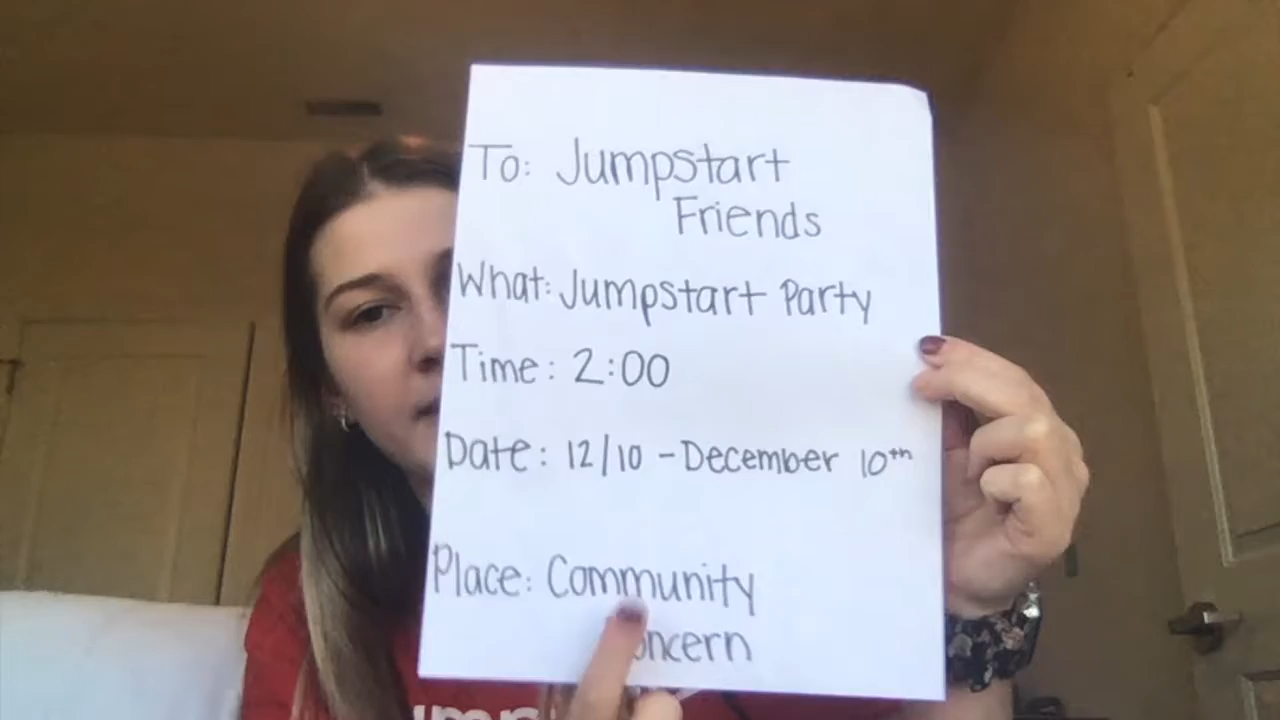 To: Jumpstart
Friends
What: Jumpstart Party
Time: 2:00
Date: 12/10 - December 10th
Place: Community